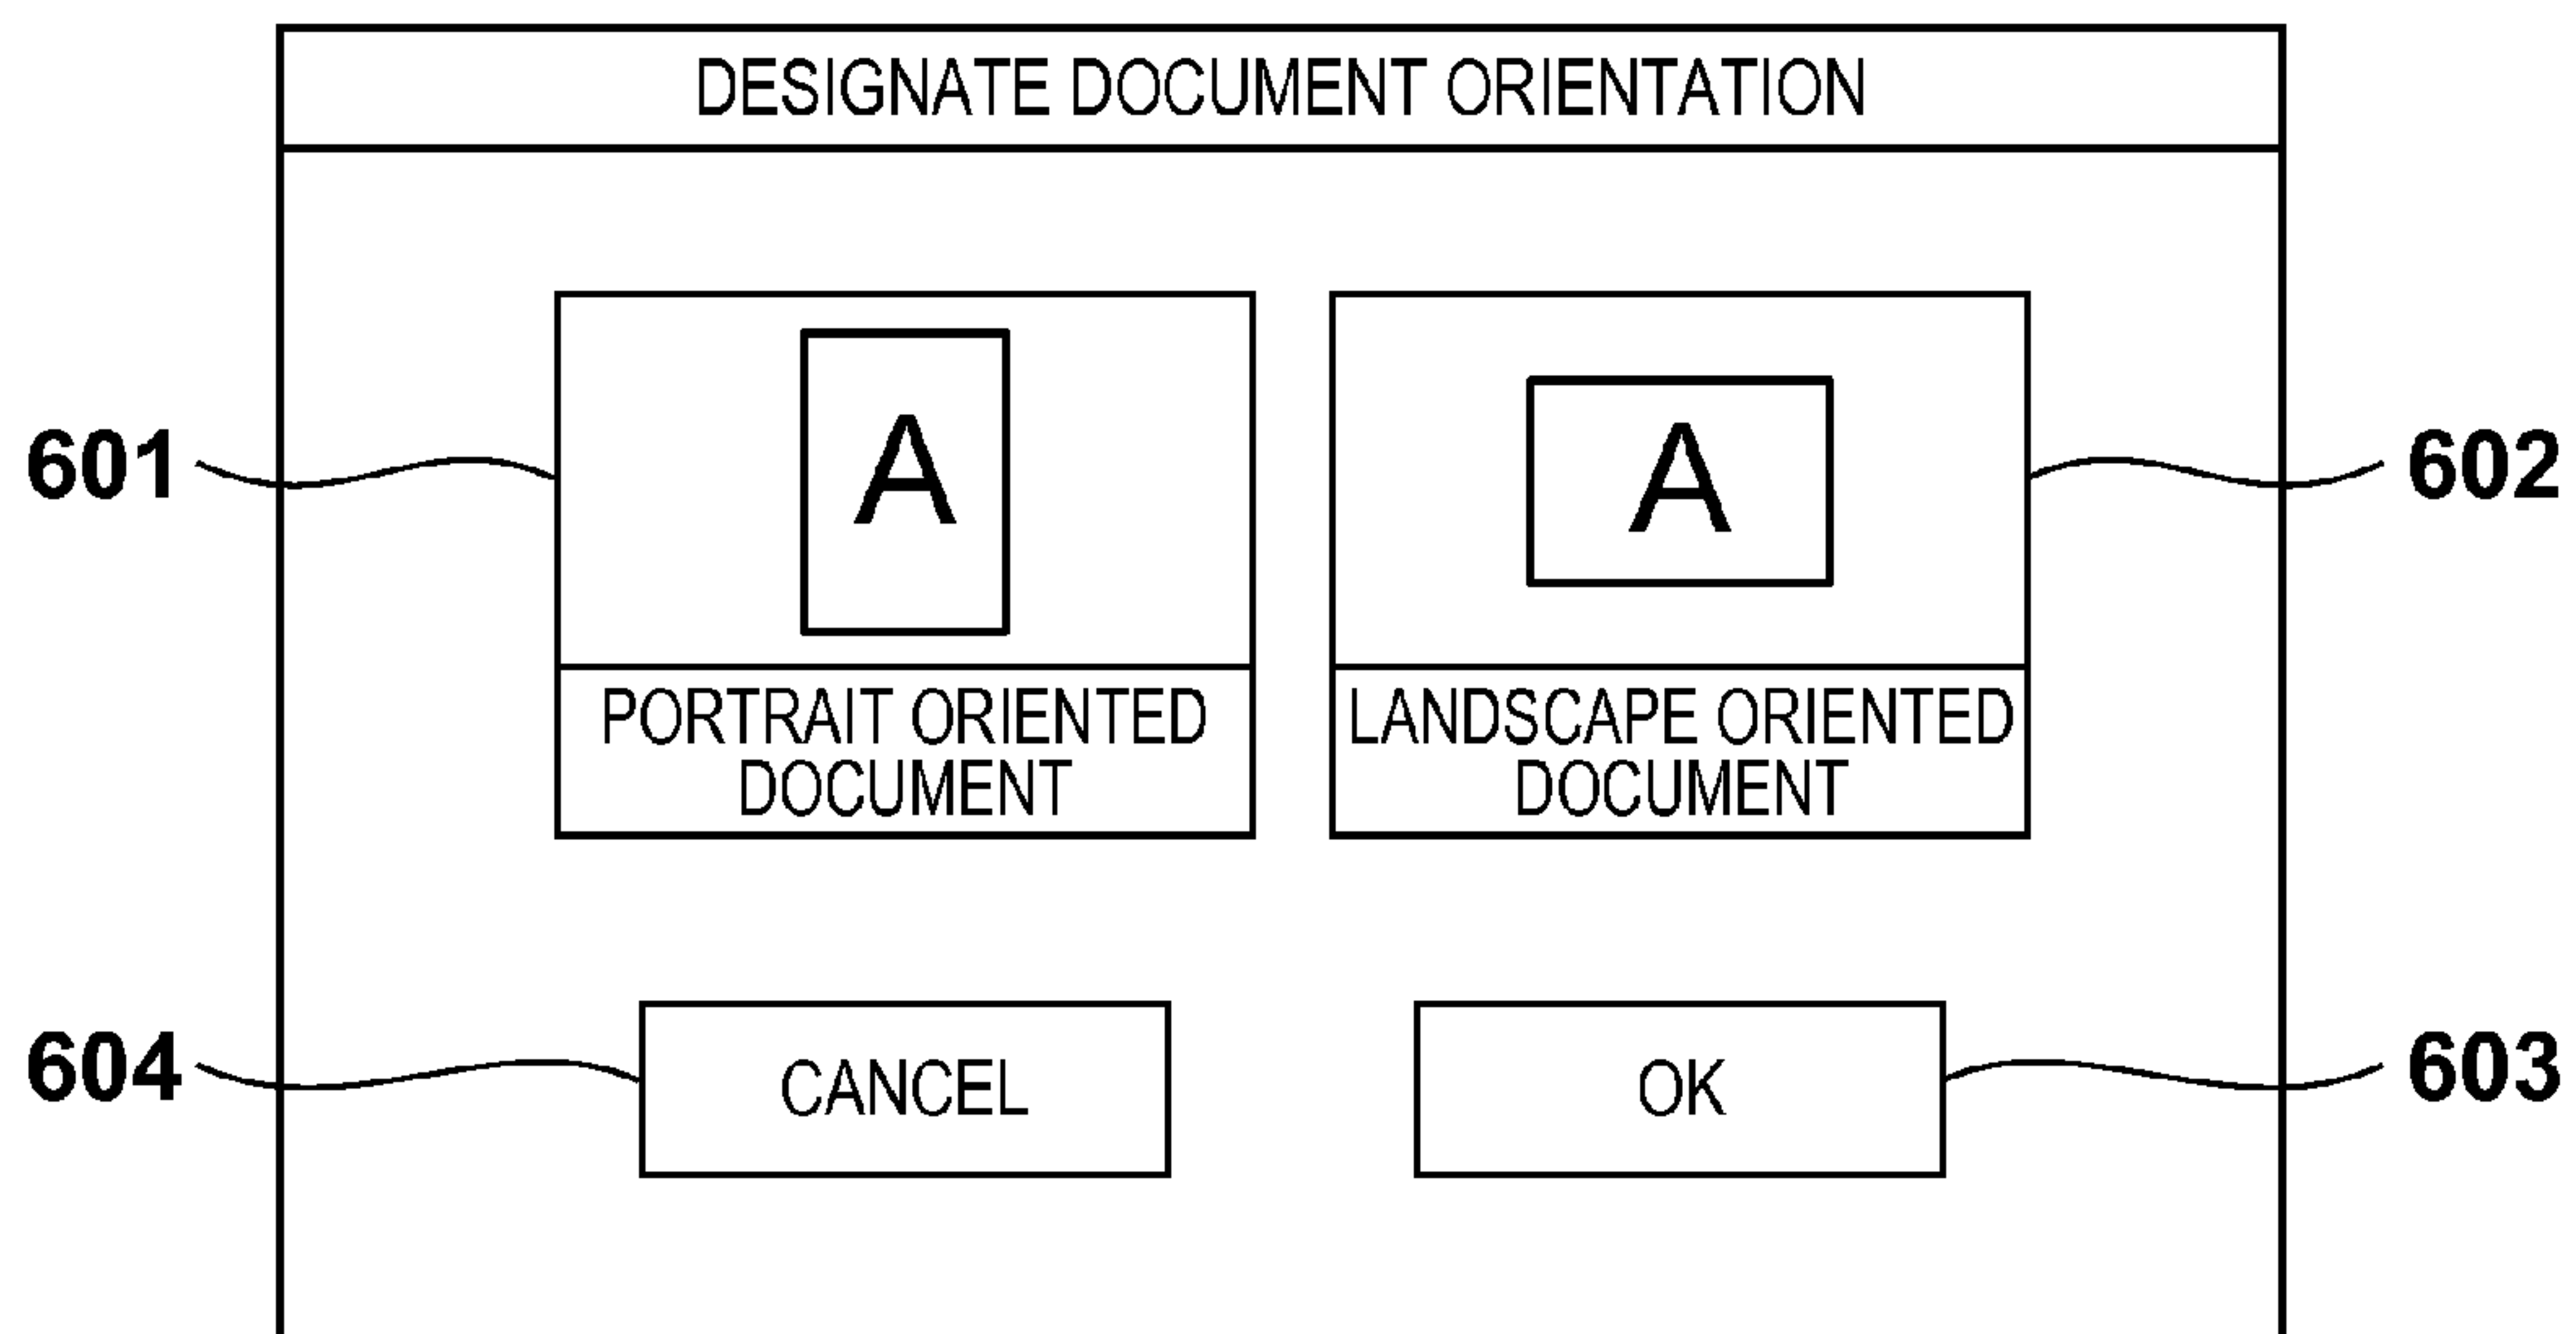 DESIGNATE DOCUMENT ORIENTATION
A
A
601
602
PORTRAIT ORIENTED
DOCUMENT
LANDSCAPE ORIENTED
DOCUMENT
604
CANCEL
OK
603